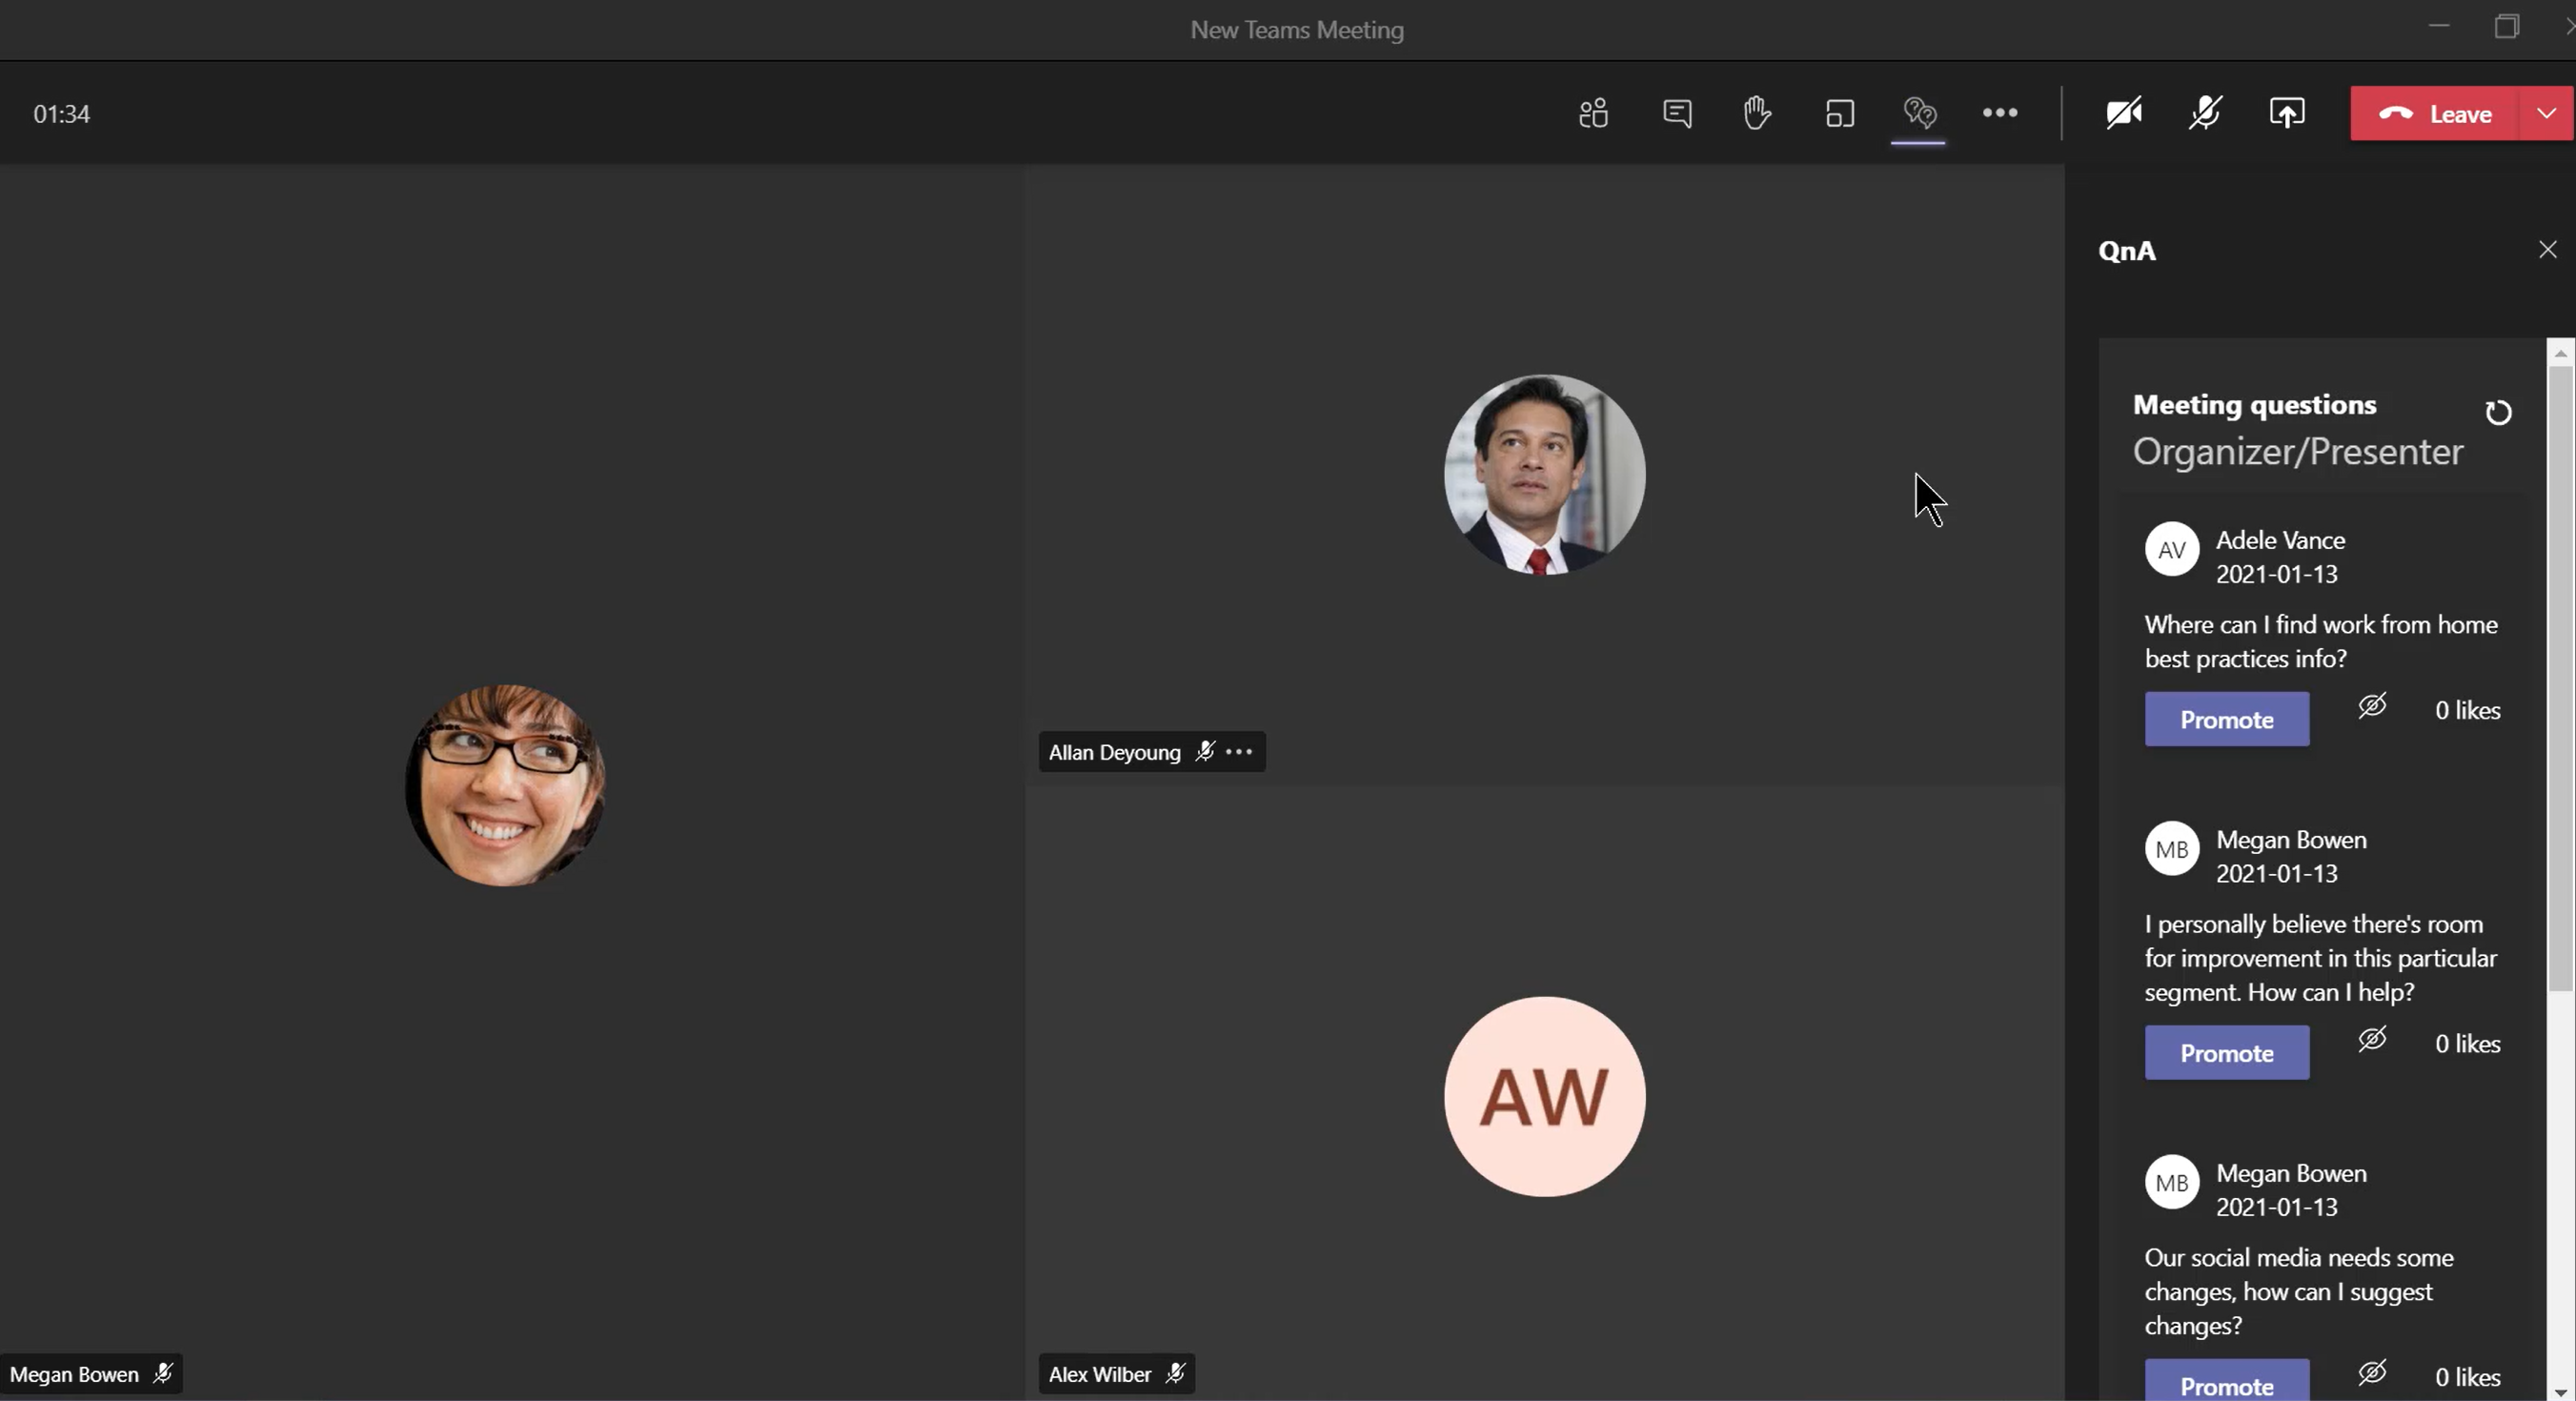 New Teams Meeting
01:34
Leave
QnA
Meeting questions
Organizer/Presenter
AV
Adele Vance
2021-01-13
Where can I find work from home
best practices info?
Promote
0 likes
MB
Megan Bowen
2021-01-13
I personally believe there's room
for improvement in this particular
segment. How can I help?
Promote
0 likes
MB
Megan Bowen
2021-01-13
Our social media needs some
changes, how can I suggest
changes?
Promote
0 likes
Allan Deyoung
AW
Megan Bowen
Alex Wilber